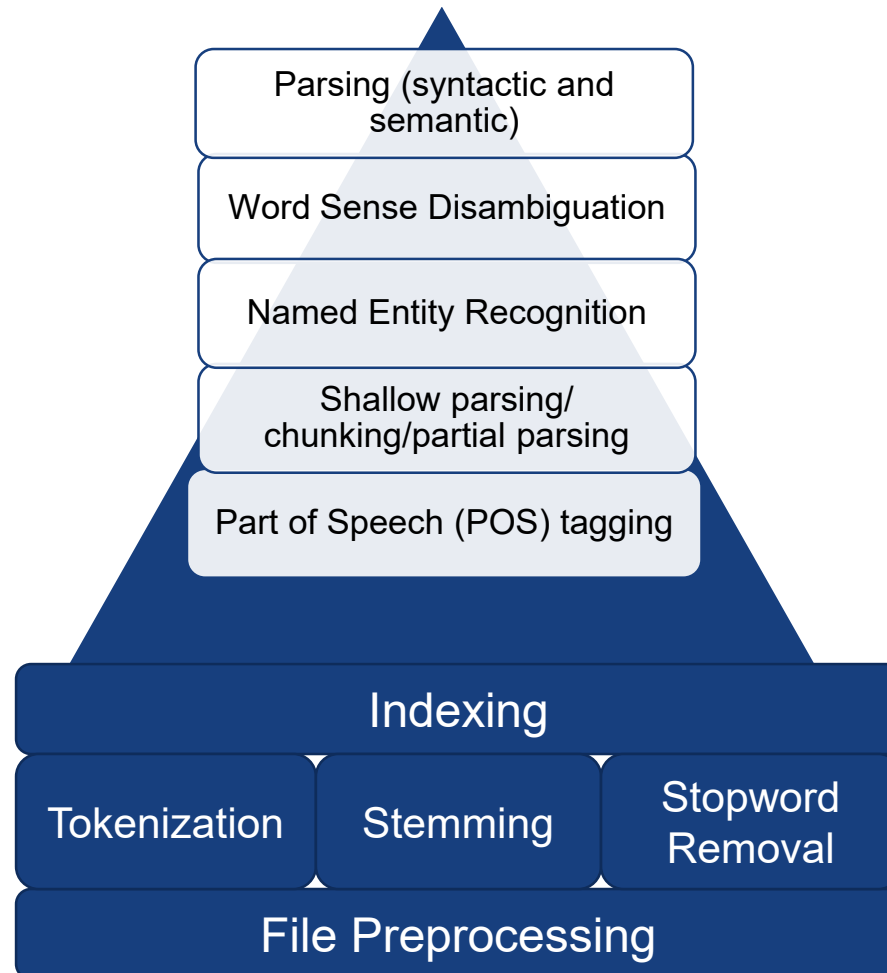 Parsing (syntactic and
semantic)
Word Sense Disambiguation
Named Entity Recognition
Shallow parsing/
chunking/partial parsing
Part of Speech (POS) tagging
Indexing
Tokenization
Stemming
Stopword
Removal
File Preprocessing